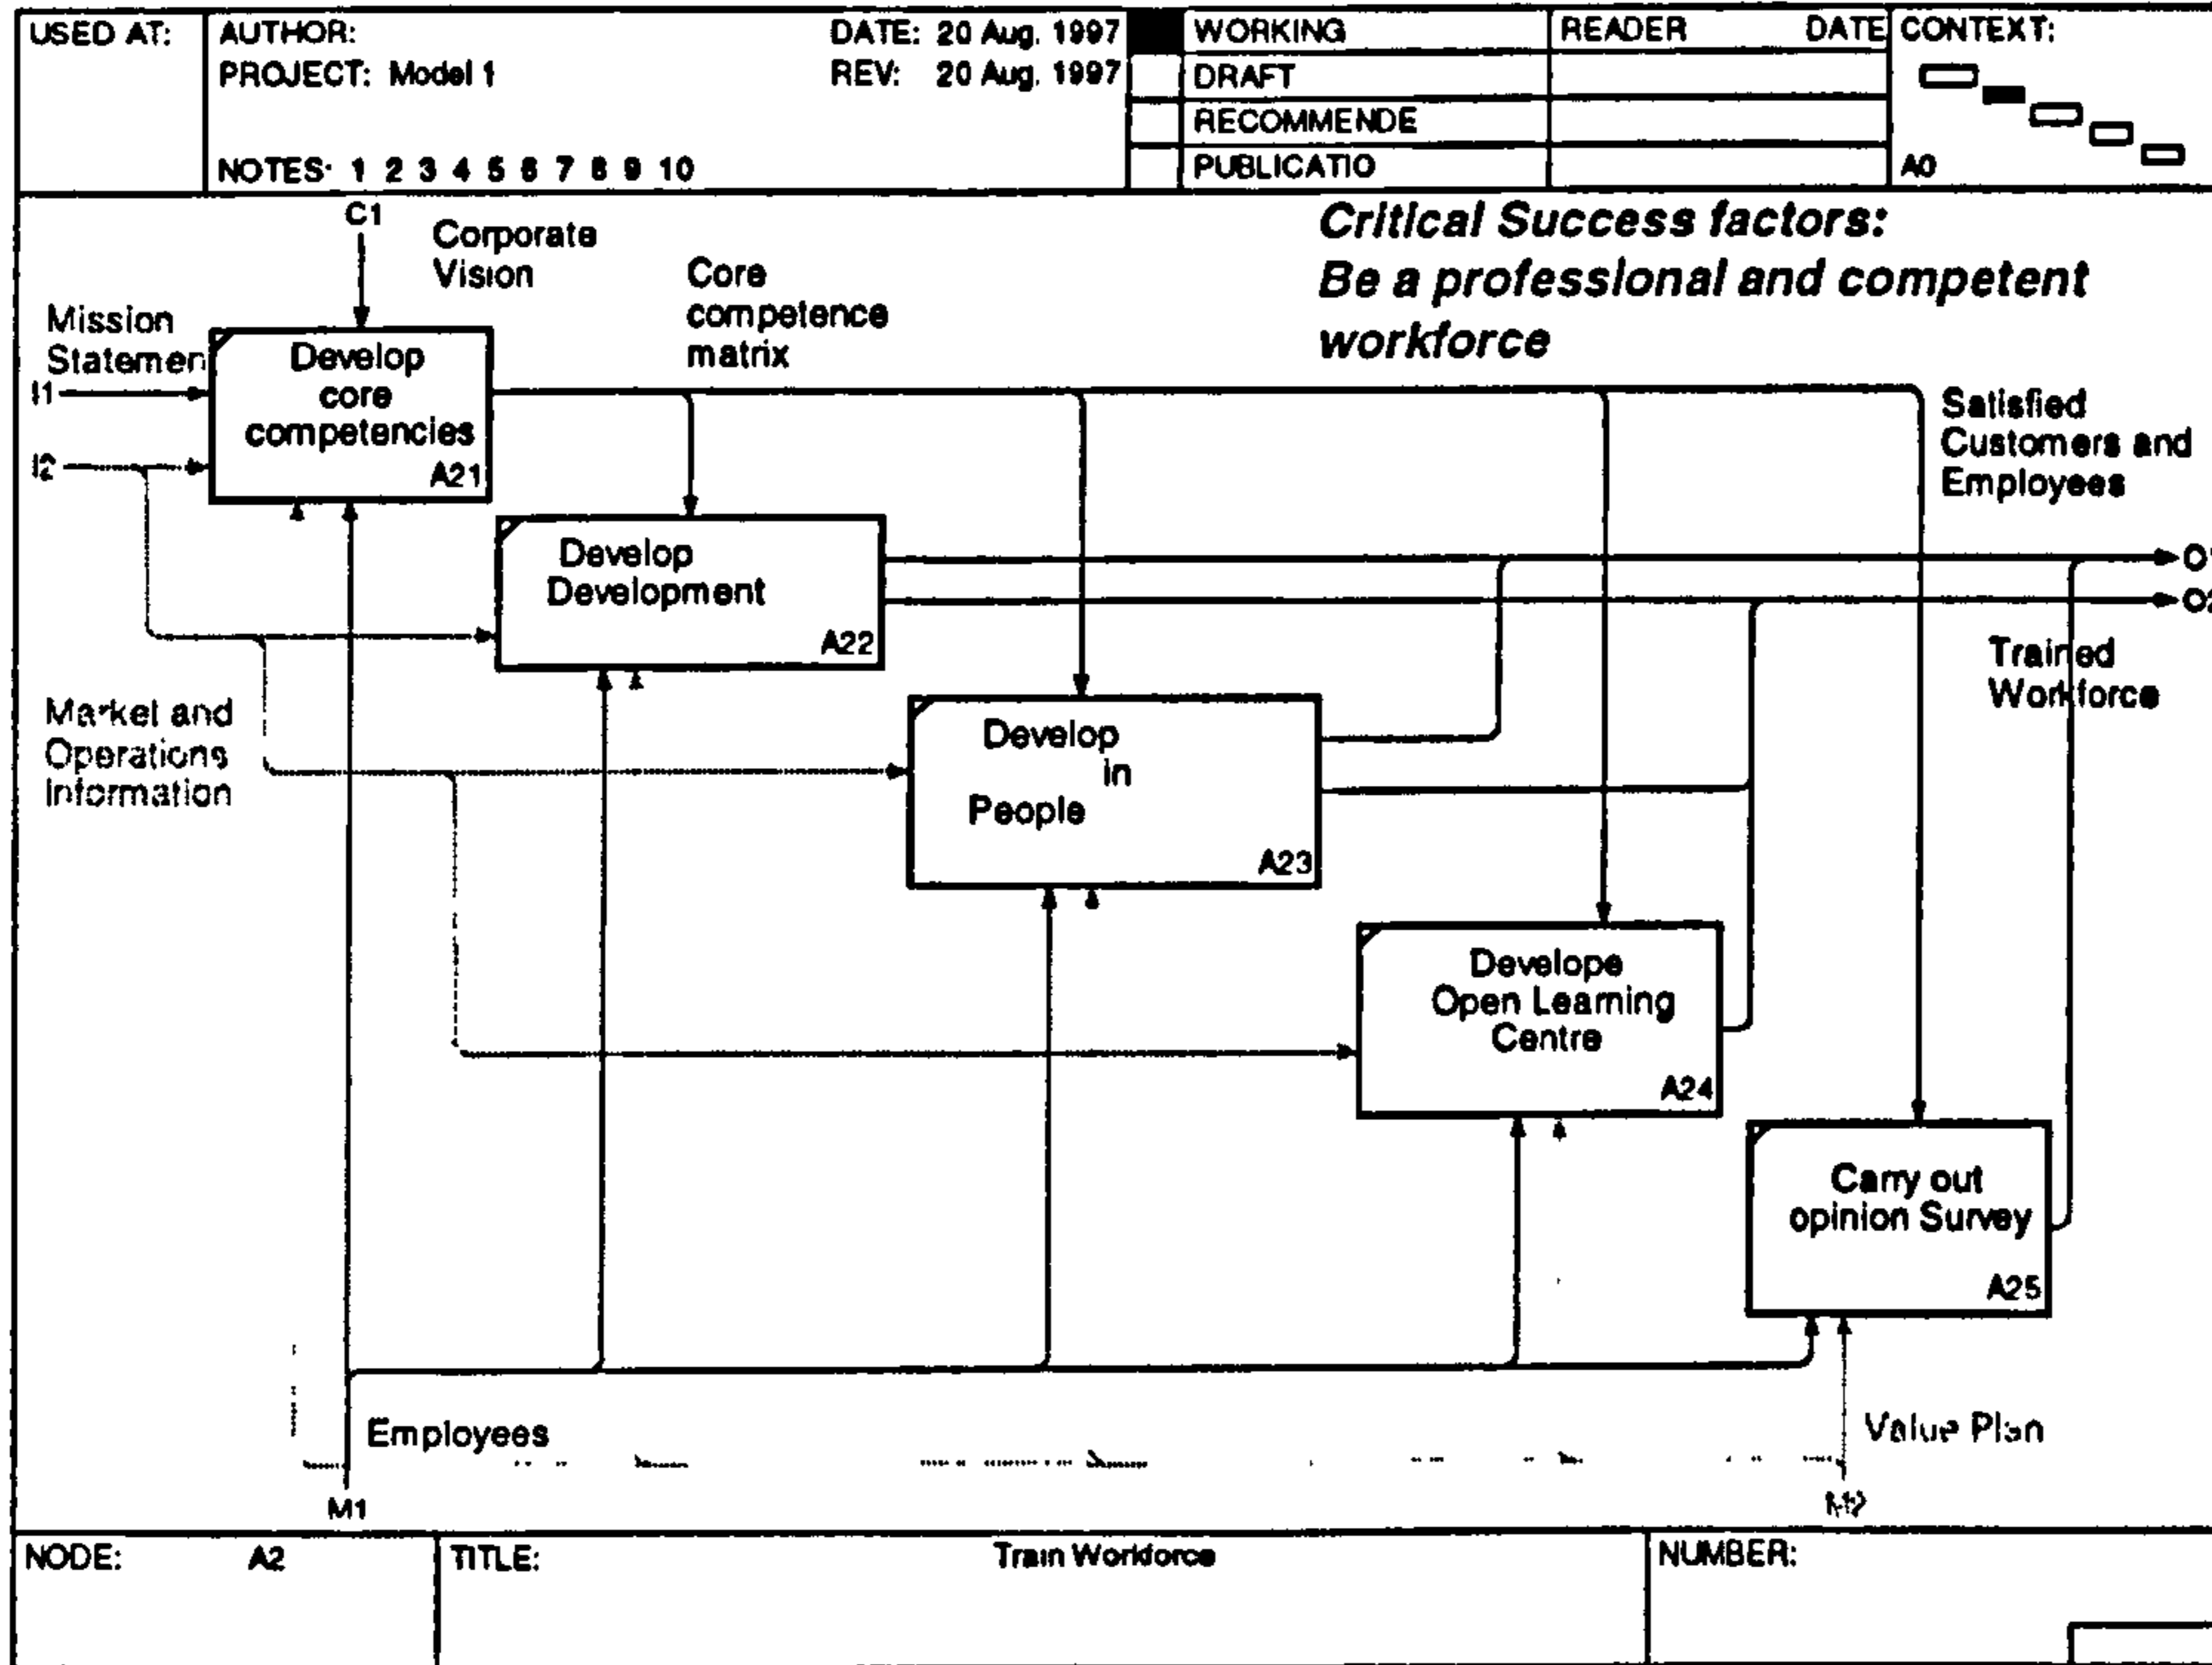 USED AT:
AUTHOR:
DATE: 20 Aug. 1997
PROJECT: Model 1
REV: 20 Aug. 1997
NOTES: 1 2 3 4 5 6 7 8 9 10
WORKING
DRAFT
RECOMMENDE
PUBLICATIO
READER DATE
CONTEXT:
A0
C1
Corporate
Vision
Core
competence
matrix
Critical Success factors:
Be a professional and competent
workforce
Mission
Statemen
I1
I2
Develop
core
competencies
A21
Satisfied
Customers and
Employees
Develop
Development
A22
O1
O2
Trained
Workforce
Market and
Operations
Information
Develop
in
People
A23
Develope
Open Learning
Centre
A24
Carry out
opinion Survey
A25
Employees
Value Plan
M1
M2
NODE: A2
TITLE: Train Workforce
NUMBER: